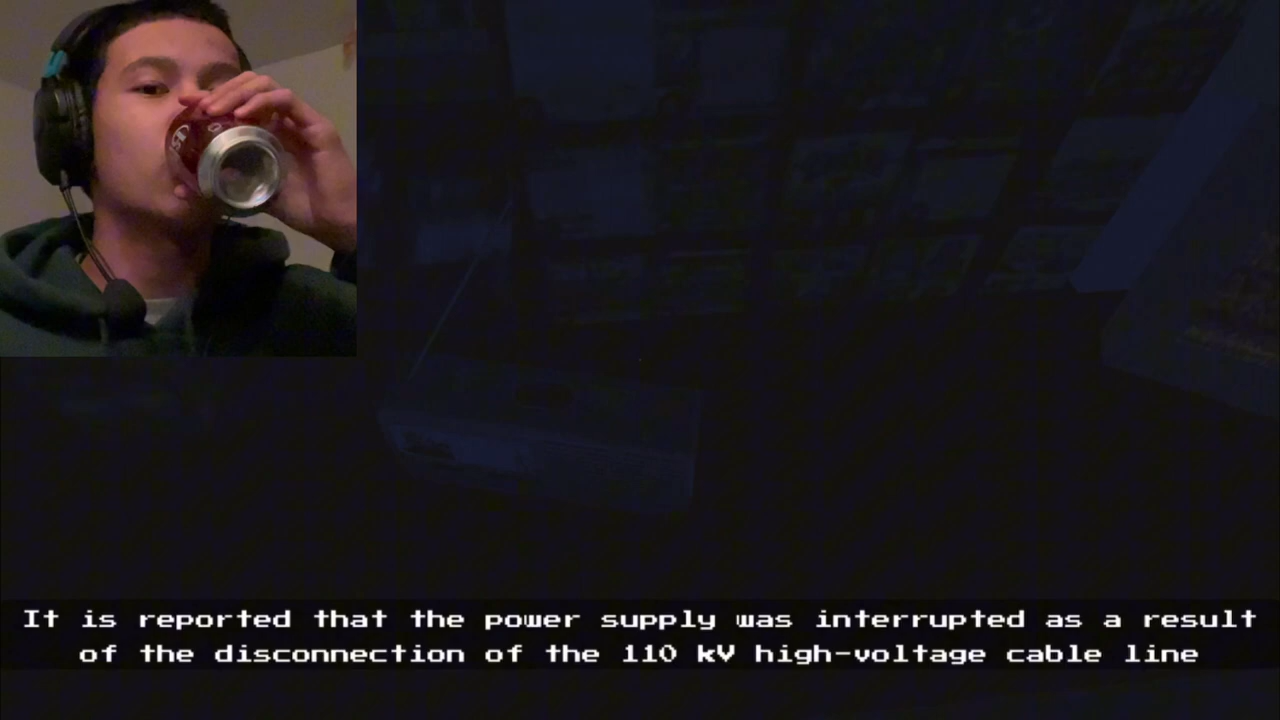 It is reported that the power supply was interrupted as a result
of the disconnection of the 110 kV high-voltage cable line